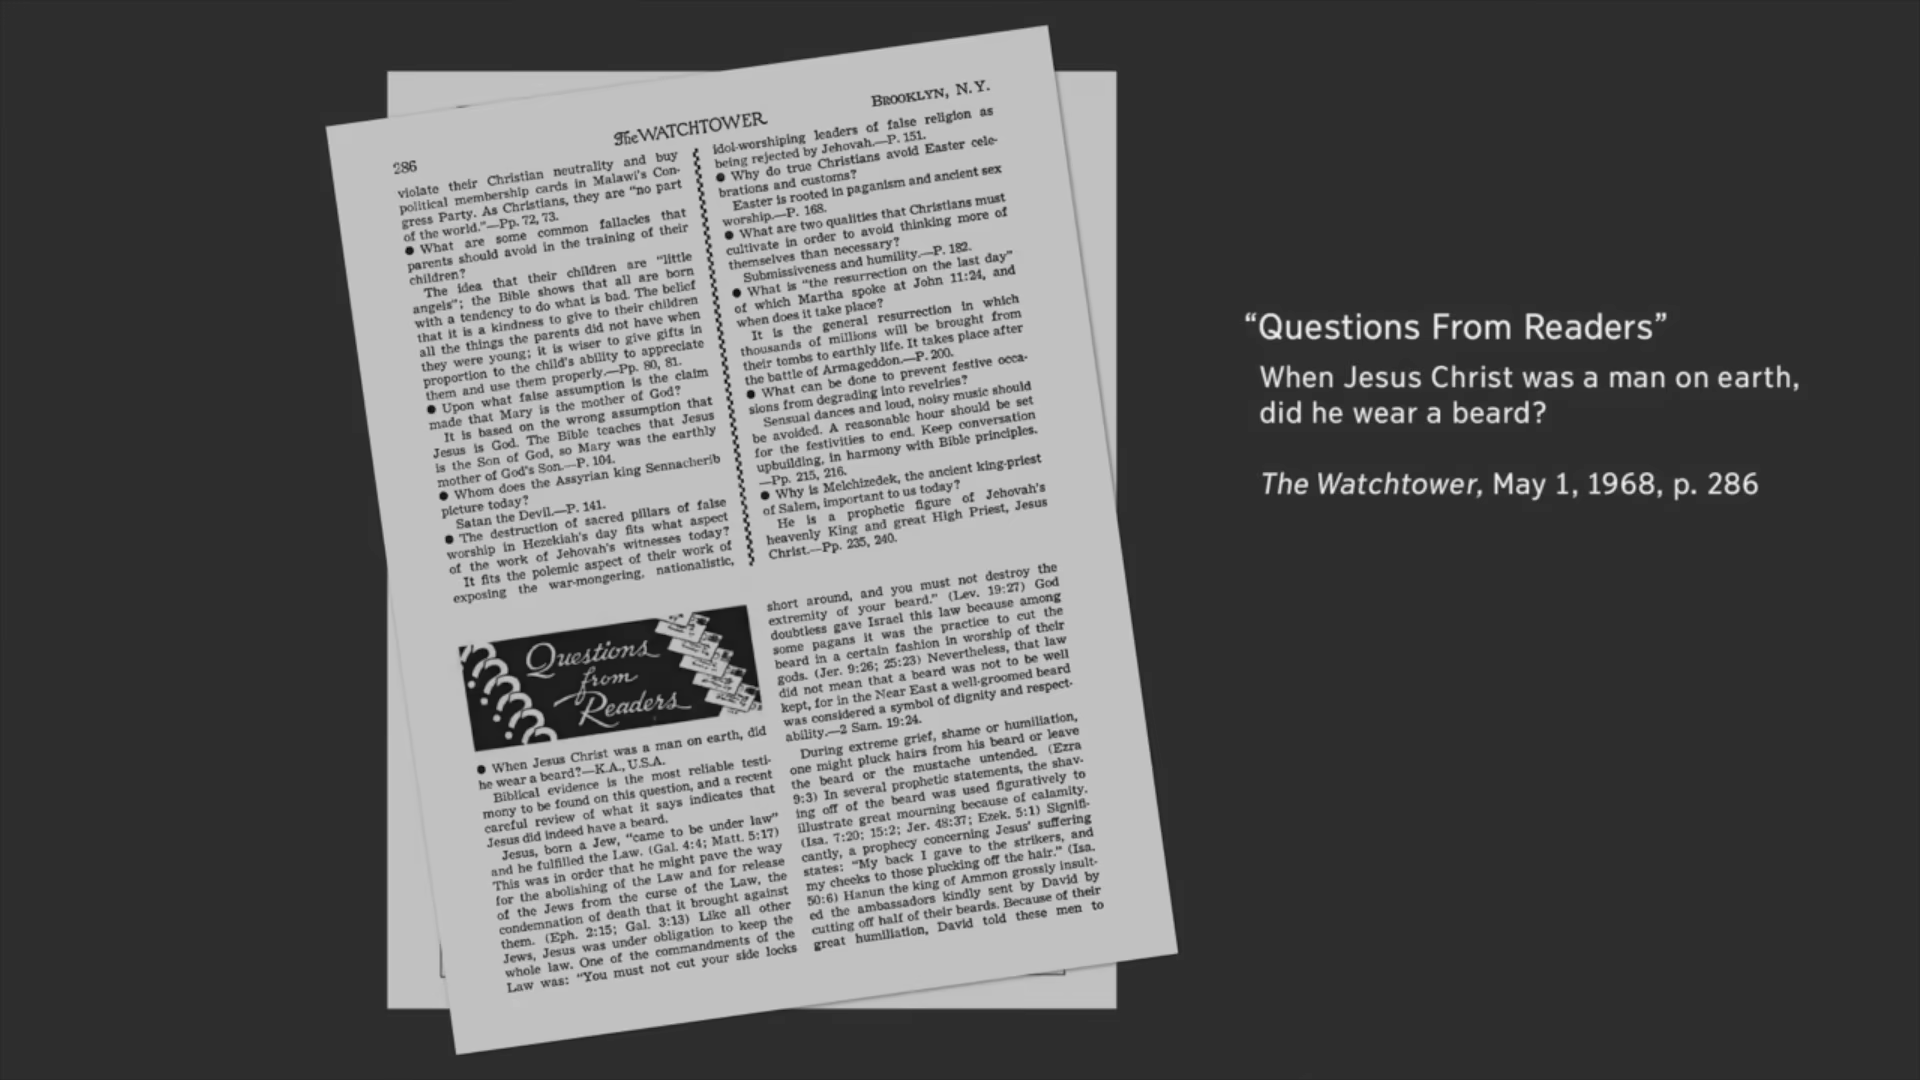 286
The WATCHTOWER
BROOKLYN, N. Y.
violate their Christian neutrality and buy
political membership cards in Malawi's Con-
gress Party. As Christians, they are “no part
of the world.”—Pp. 72, 73.
● What are some common fallacies that
parents should avoid in the training of their
children?
The idea that their children are “little
angels”; the Bible shows that all are born
with a tendency to do what is bad. The belief
that it is a kindness to give to their children
all the things the parents did not have when
they were young; it is wiser to give gifts in
proportion to the child's ability to appreciate
them and use them properly.—Pp. 80, 81.
● Upon what false assumption is the claim
made that Mary is the mother of God?
It is based on the wrong assumption that
Jesus is God. The Bible teaches that Jesus
is the Son of God, so Mary was the earthly
mother of God's Son.—P. 104.
● Whom does the Assyrian king Sennacherib
picture today?
Satan the Devil.—P. 141.
● The destruction of sacred pillars of false
worship in Hezekiah's day fits what aspect
of the work of Jehovah's witnesses today?
It fits the polemic aspect of their work of
exposing the war-mongering, nationalistic,
idol-worshiping leaders of false religion as
being rejected by Jehovah.—P. 151.
● Why do true Christians avoid Easter cele-
brations and customs?
Easter is rooted in paganism and ancient sex
worship.—P. 168.
● What are two qualities that Christians must
cultivate in order to avoid thinking more of
themselves than necessary?
Submissiveness and humility.—P. 182.
● What is “the resurrection on the last day”
of which Martha spoke at John 11:24, and
when does it take place?
It is the general resurrection in which
thousands of millions will be brought from
their tombs to earthly life. It takes place after
the battle of Armageddon.—P. 200.
● What can be done to prevent festive occa-
sions from degrading into revelries?
Sensual dances and loud, noisy music should
be avoided. A reasonable hour should be set
for the festivities to end. Keep conversation
upbuilding, in harmony with Bible principles.
—Pp. 215, 216.
● Why is Melchizedek, the ancient king-priest
of Salem, important to us today?
He is a prophetic figure of Jehovah's
heavenly King and great High Priest, Jesus
Christ.—Pp. 235, 240.
Questions
from
Readers
● When Jesus Christ was a man on earth, did
he wear a beard?—K.A., U.S.A.
Biblical evidence is the most reliable testi-
mony to be found on this question, and a recent
careful review of what it says indicates that
Jesus did indeed have a beard.
Jesus, born a Jew, “came to be under law”
and he fulfilled the Law. (Gal. 4:4; Matt. 5:17)
This was in order that he might pave the way
for the abolishing of the Law and for release
of the Jews from the curse of the Law, the
condemnation of death that it brought against
them. (Eph. 2:15; Gal. 3:13) Like all other
Jews, Jesus was under obligation to keep the
whole law. One of the commandments of the
Law was: “You must not cut your side locks
short around, and you must not destroy the
extremity of your beard.” (Lev. 19:27) God
doubtless gave Israel this law because among
some pagans it was the practice to cut the
beard in a certain fashion in worship of their
gods. (Jer. 9:26; 25:23) Nevertheless, that law
did not mean that a beard was not to be well
kept, for in the Near East a well-groomed beard
was considered a symbol of dignity and respect-
ability.—2 Sam. 19:24.
During extreme grief, shame or humiliation,
one might pluck hairs from his beard or leave
the beard or the mustache untended. (Ezra
9:3) In several prophetic statements, the shav-
ing off of the beard was used figuratively to
illustrate great mourning because of calamity.
(Isa. 7:20; 15:2; Jer. 48:37; Ezek. 5:1) Signifi-
cantly, a prophecy concerning Jesus' suffering
states: “My back I gave to the strikers, and
my cheeks to those plucking off the hair.” (Isa.
50:6) Hanun the king of Ammon grossly insult-
ed the ambassadors kindly sent by David by
cutting off half of their beards. Because of their
great humiliation, David told these men to
“Questions From Readers”
When Jesus Christ was a man on earth,
did he wear a beard?
The Watchtower, May 1, 1968, p. 286